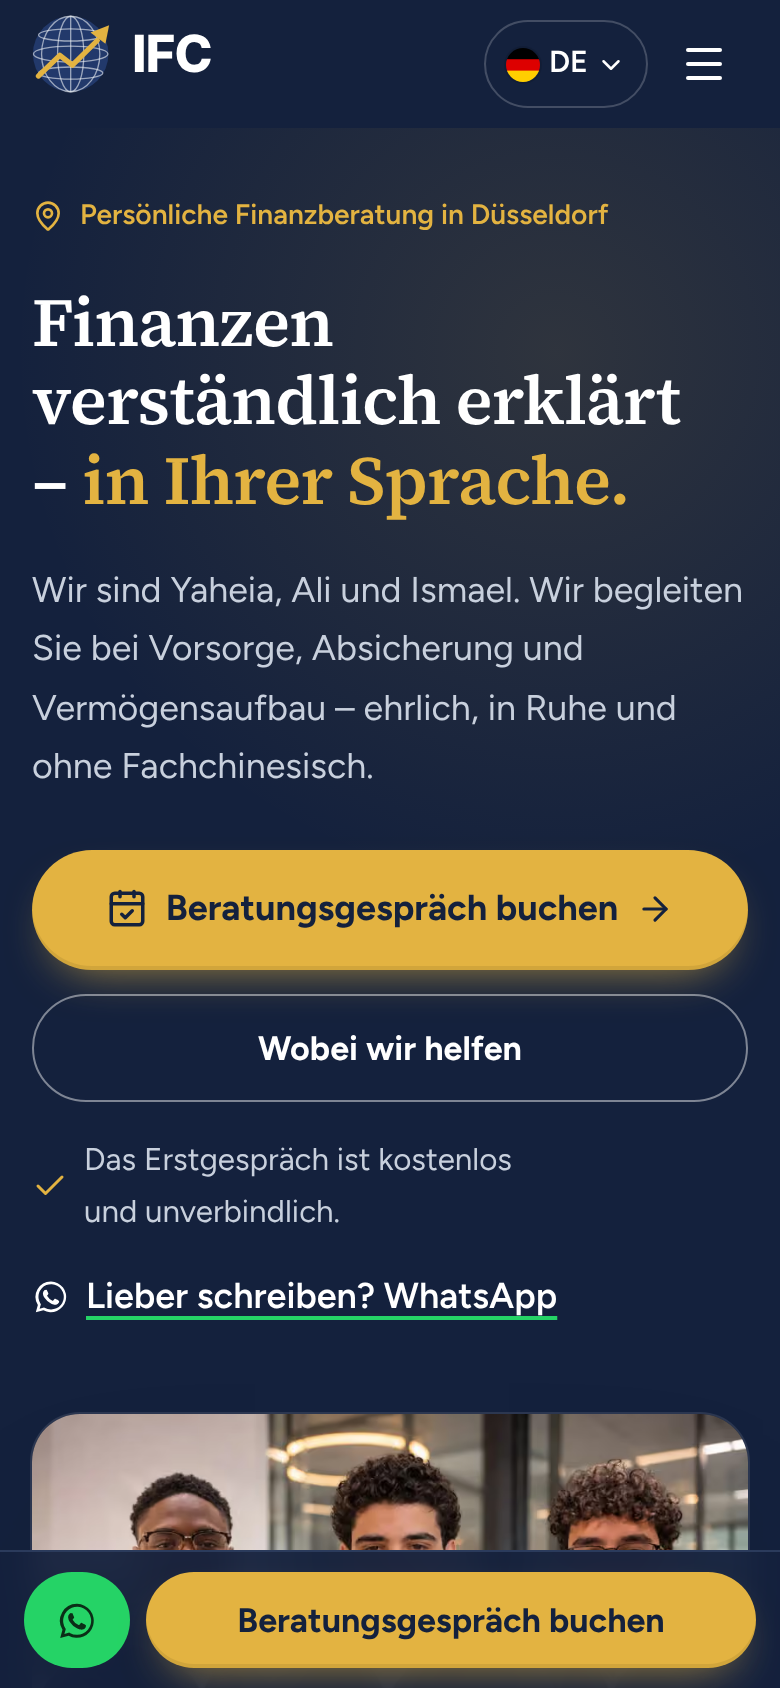 IFC
DE
Persönliche Finanzberatung in Düsseldorf
Finanzen
verständlich erklärt
– in Ihrer Sprache.
Wir sind Yaheia, Ali und Ismael. Wir begleiten
Sie bei Vorsorge, Absicherung und
Vermögensaufbau – ehrlich, in Ruhe und
ohne Fachchinesisch.
Beratungsgespräch buchen
Wobei wir helfen
Das Erstgespräch ist kostenlos
und unverbindlich.
Lieber schreiben? WhatsApp
Beratungsgespräch buchen